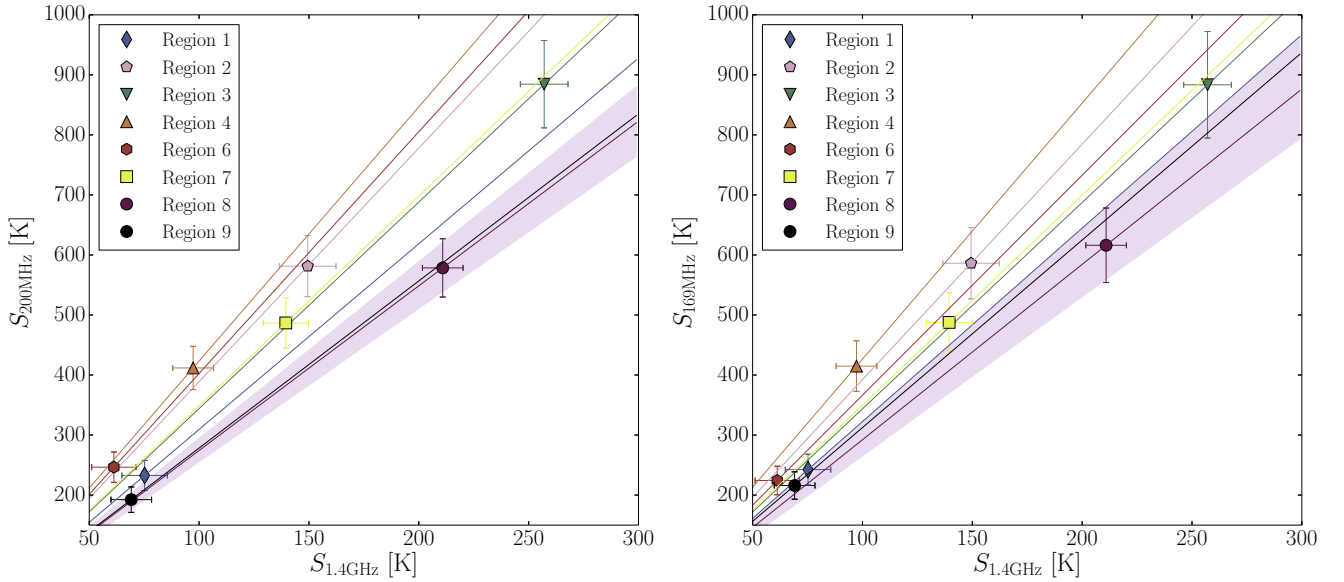 1000
900
800
700
600
500
400
300
200
S200MHz [K]
Region 1
Region 2
Region 3
Region 4
Region 6
Region 7
Region 8
Region 9
50 100 150 200 250 300
S1.4GHz [K]
1000
900
800
700
600
500
400
300
200
S169MHz [K]
Region 1
Region 2
Region 3
Region 4
Region 6
Region 7
Region 8
Region 9
50 100 150 200 250 300
S1.4GHz [K]